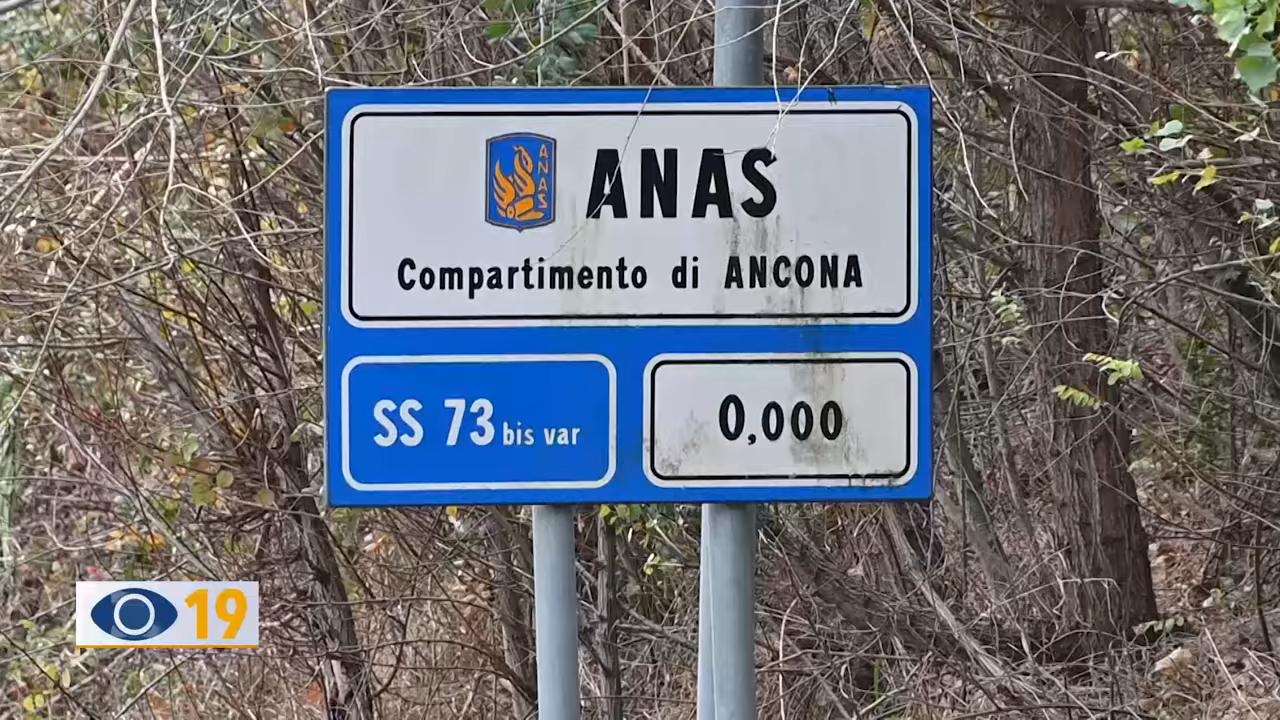 ANAS
ANAS
Compartimento di ANCONA
SS 73 bis var
0,000
19